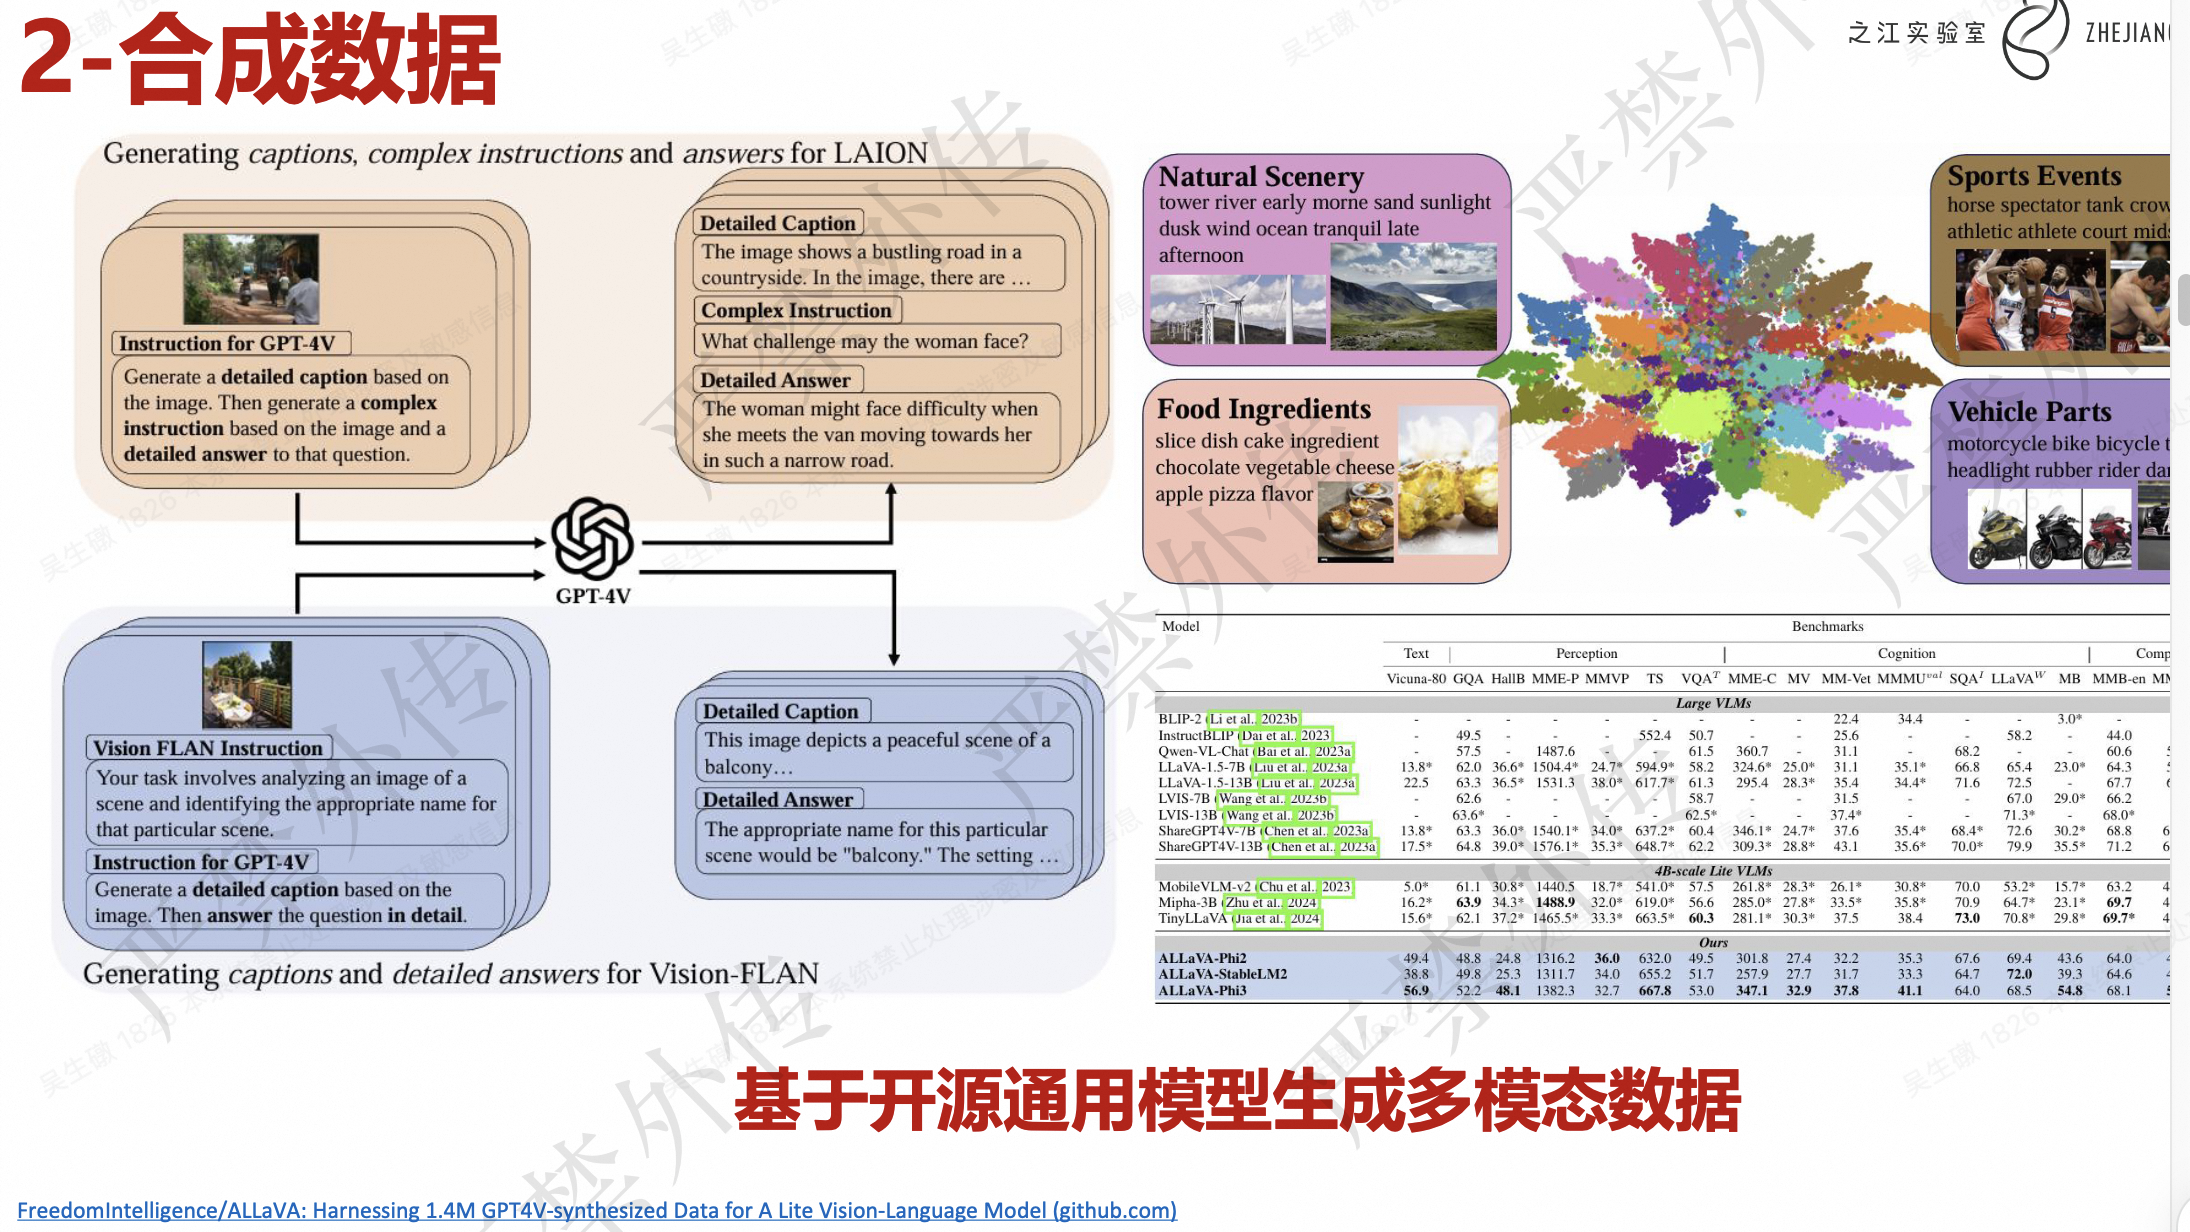 2-合成数据
之江实验室
ZHEJIANG
Generating captions, complex instructions and answers for LAION
Instruction for GPT-4V
Generate a detailed caption based on
the image. Then generate a complex
instruction based on the image and a
detailed answer to that question.
Detailed Caption
The image shows a bustling road in a
countryside. In the image, there are …
Complex Instruction
What challenge may the woman face?
Detailed Answer
The woman might face difficulty when
she meets the van moving towards her
in such a narrow road.
GPT-4V
Vision FLAN Instruction
Your task involves analyzing an image of a
scene and identifying the appropriate name for
that particular scene.
Instruction for GPT-4V
Generate a detailed caption based on the
image. Then answer the question in detail.
Detailed Caption
This image depicts a peaceful scene of a
balcony…
Detailed Answer
The appropriate name for this particular
scene would be "balcony." The setting …
Generating captions and detailed answers for Vision-FLAN
Natural Scenery
tower river early morne sand sunlight
dusk wind ocean tranquil late
afternoon
Food Ingredients
slice dish cake ingredient
chocolate vegetable cheese
apple pizza flavor
Sports Events
horse spectator tank crow
athletic athlete court mids
Vehicle Parts
motorcycle bike bicycle t
headlight rubber rider dan
Model Benchmarks
Text Perception Cognition Comp
Vicuna-80 GQA HallB MME-P MMVP TS VQA^T MME-C MV MM-Vet MMMU^val SQA^I LLaVA^W MB MMB-en MM
Large VLMs
BLIP-2 (Li et al., 2023b - - - - - - - - - 22.4 34.4 - - 3.0* -
InstructBLIP (Dai et al., 2023 - 49.5 - - - 552.4 50.7 - - 25.6 - - 58.2 - 44.0
Qwen-VL-Chat (Bai et al., 2023a - 57.5 - 1487.6 - - 61.5 360.7 - 31.1 - 68.2 - - 60.6 5
LLaVA-1.5-7B (Liu et al., 2023a 13.8* 62.0 36.6* 1504.4* 24.7* 594.9* 58.2 324.6* 25.0* 31.1 35.1* 66.8 65.4 23.0* 64.3 5
LLaVA-1.5-13B (Liu et al., 2023a 22.5 63.3 36.5* 1531.3 38.0* 617.7* 61.3 295.4 28.3* 35.4 34.4* 71.6 72.5 - 67.7 6
LVIS-7B (Wang et al., 2023b - 62.6 - - - - 58.7 - - 31.5 - - 67.0 29.0* 66.2
LVIS-13B (Wang et al., 2023b - 63.6* - - - - 62.5* - - 37.4* - - 71.3* - 68.0*
ShareGPT4V-7B (Chen et al., 2023a 13.8* 63.3 36.0* 1540.1* 34.0* 637.2* 60.4 346.1* 24.7* 37.6 35.4* 68.4* 72.6 30.2* 68.8 6
ShareGPT4V-13B (Chen et al., 2023a 17.5* 64.8 39.0* 1576.1* 35.3* 648.7* 62.2 309.3* 28.8* 43.1 35.6* 70.0* 79.9 35.5* 71.2 6
4B-scale Lite VLMs
MobileVLM-v2 (Chu et al., 2023 5.0* 61.1 30.8* 1440.5 18.7* 541.0* 57.5 261.8* 28.3* 26.1* 30.8* 70.0 53.2* 15.7* 63.2 4
Mipha-3B (Zhu et al., 2024 16.2* 63.9 34.3* 1488.9 32.0* 619.0* 56.6 285.0* 27.8* 33.5* 35.8* 70.9 64.7* 23.1* 69.7 4
TinyLLaVA (Jia et al., 2024 15.6* 62.1 37.2* 1465.5* 33.3* 663.5* 60.3 281.1* 30.3* 37.5 38.4 73.0 70.8* 29.8* 69.7* 4
Ours
ALLaVA-Phi2 49.4 48.8 24.8 1316.2 36.0 632.0 49.5 301.8 27.4 32.2 35.3 67.6 69.4 43.6 64.0 4
ALLaVA-StableLM2 38.8 49.8 25.3 1311.7 34.0 655.2 51.7 257.9 27.7 31.7 33.3 64.7 72.0 39.3 64.6 4
ALLaVA-Phi3 56.9 52.2 48.1 1382.3 32.7 667.8 53.0 347.1 32.9 37.8 41.1 64.0 68.5 54.8 68.1 5
基于开源通用模型生成多模态数据
FreedomIntelligence/ALLaVA: Harnessing 1.4M GPT4V-synthesized Data for A Lite Vision-Language Model (github.com)
严禁外传
吴生礅 1826 本系统禁止处理涉密及敏感信息